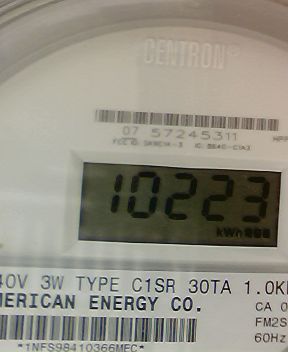 CENTRON®
07 57245311
10223
kWh
40V 3W TYPE C1SR 30TA 1.0K
MERICAN ENERGY CO.
CA 0
FM2S
60Hz
*1NFS98410366MEC*